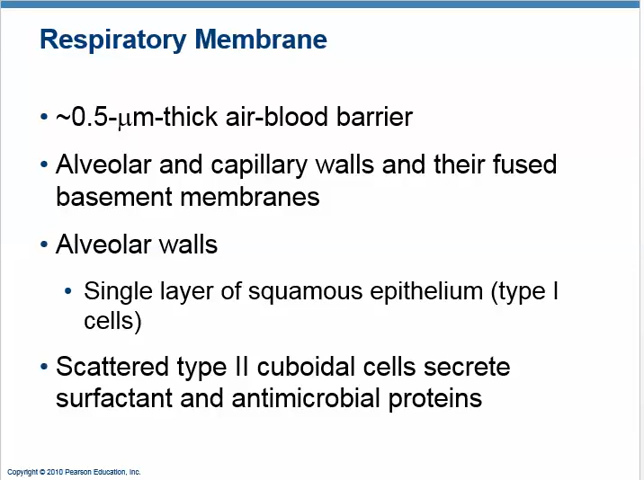 Respiratory Membrane
• ~0.5-μm-thick air-blood barrier
• Alveolar and capillary walls and their fused
basement membranes
• Alveolar walls
• Single layer of squamous epithelium (type I
cells)
• Scattered type II cuboidal cells secrete
surfactant and antimicrobial proteins
Copyright © 2010 Pearson Education, Inc.